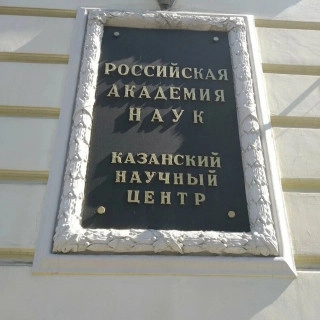 РОССИЙСКАЯ
АКАДЕМИЯ
НАУК
КАЗАНСКИЙ
НАУЧНЫЙ
ЦЕНТР